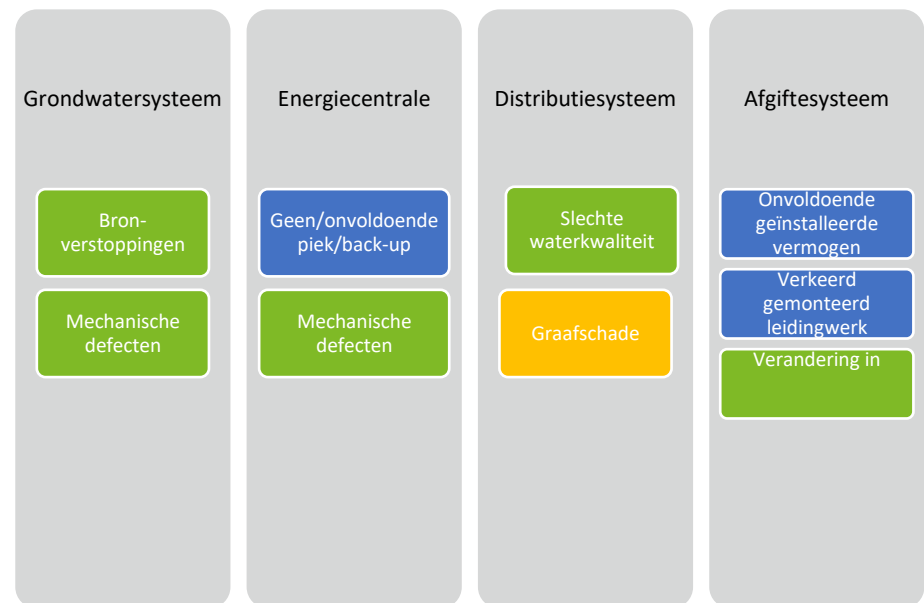 Grondwatersysteem
Bron-
verstoppingen
Mechanische
defecten
Energiecentrale
Geen/onvoldoende
piek/back-up
Mechanische
defecten
Distributiesysteem
Slechte
waterkwaliteit
Graafschade
Afgiftesysteem
Onvoldoende
geïnstalleerde
vermogen
Verkeerd
gemonteerd
leidingwerk
Verandering in